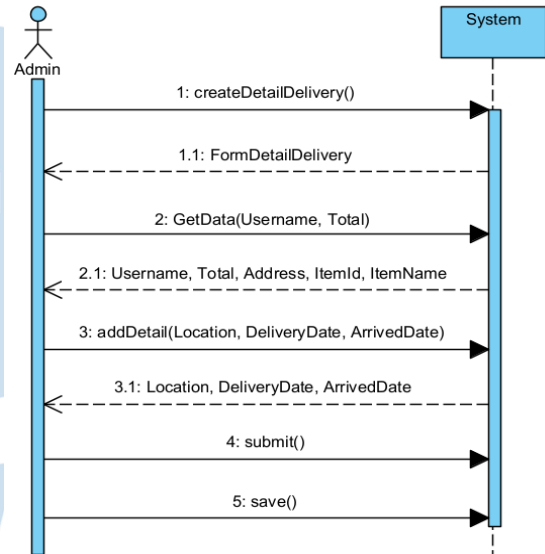 System
Admin
1: createDetailDelivery()
1.1: FormDetailDelivery
2: GetData(Username, Total)
2.1: Username, Total, Address, ItemId, ItemName
3: addDetail(Location, DeliveryDate, ArrivedDate)
3.1: Location, DeliveryDate, ArrivedDate
4: submit()
5: save()